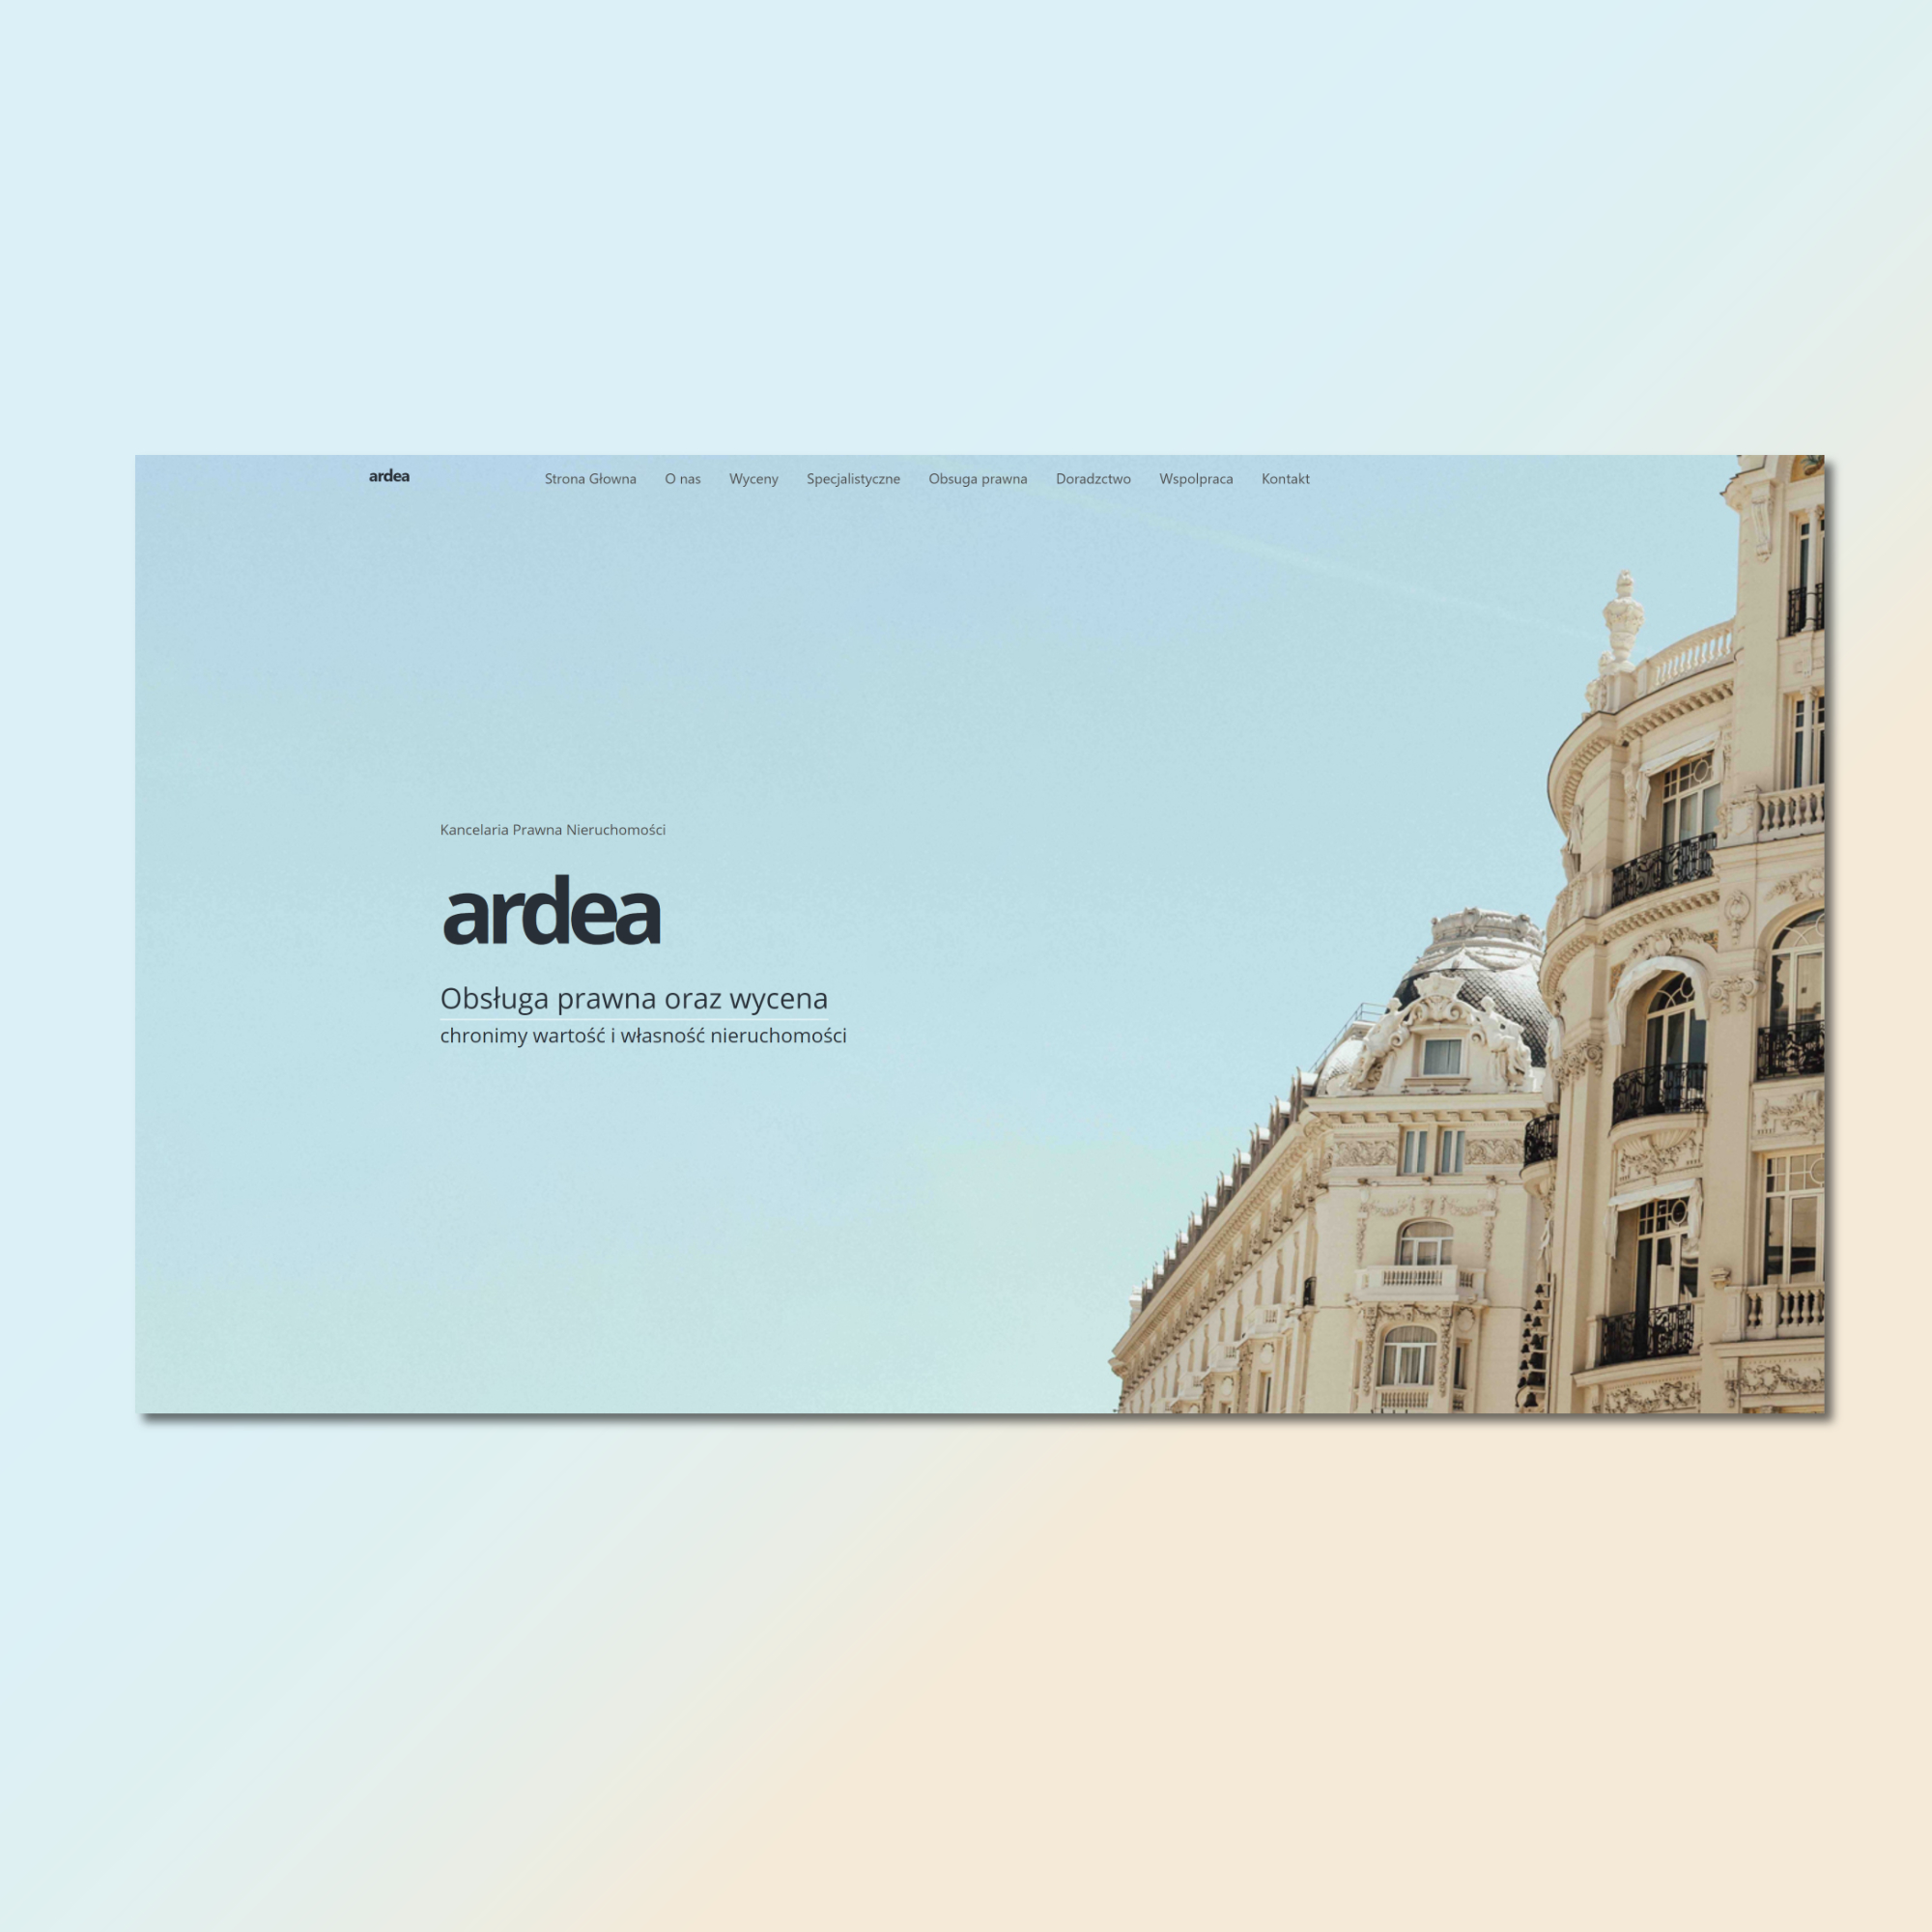 ardea
Strona Głowna O nas Wyceny Specjalistyczne Obsuga prawna Doradzctwo Wspolpraca Kontakt
Kancelaria Prawna Nieruchomości
ardea
Obsługa prawna oraz wycena
chronimy wartość i własność nieruchomości